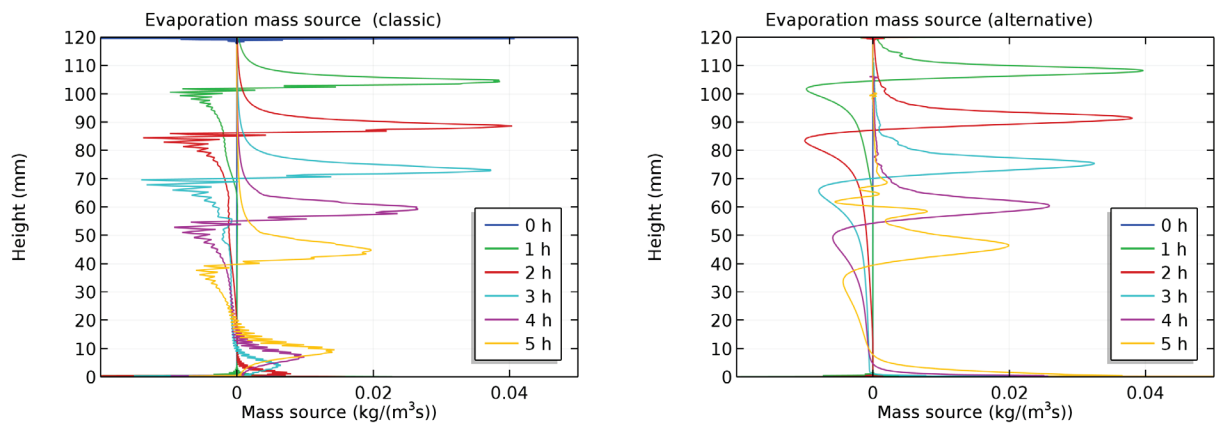 Evaporation mass source  (classic)
120
110
100
90
80
70
60
50
40
30
20
10
0
Height (mm)
0
0.02
0.04
Mass source (kg/(m³s))
0 h
1 h
2 h
3 h
4 h
5 h
Evaporation mass source (alternative)
120
110
100
90
80
70
60
50
40
30
20
10
0
Height (mm)
0
0.02
0.04
Mass source (kg/(m³s))
0 h
1 h
2 h
3 h
4 h
5 h